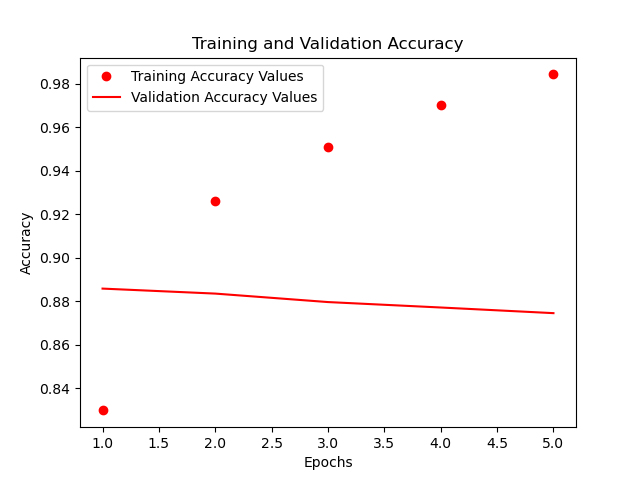 Training and Validation Accuracy
Training Accuracy Values
Validation Accuracy Values
0.98
0.96
0.94
0.92
0.90
0.88
0.86
0.84
Accuracy
1.0 1.5 2.0 2.5 3.0 3.5 4.0 4.5 5.0
Epochs